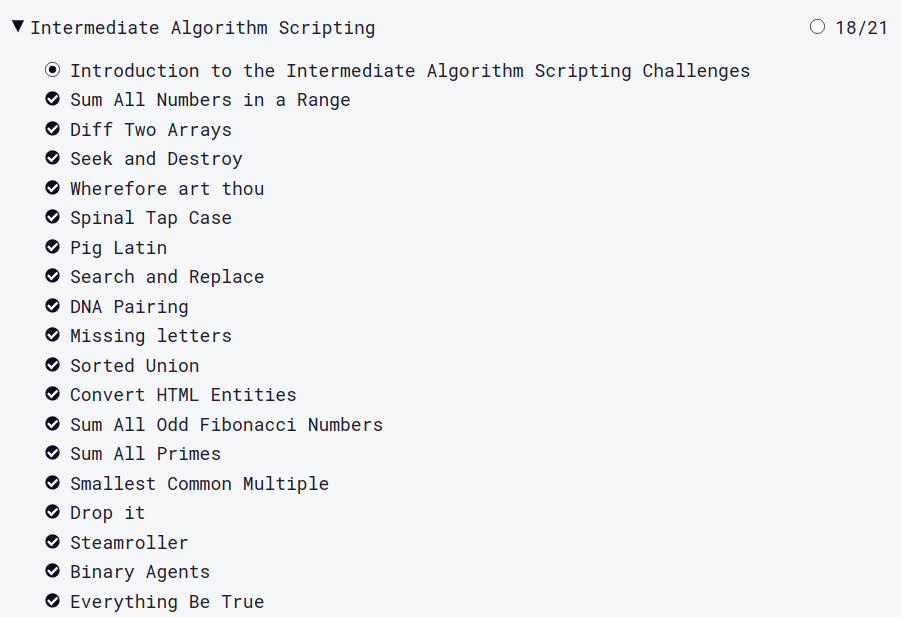 Intermediate Algorithm Scripting 18/21
Introduction to the Intermediate Algorithm Scripting Challenges
Sum All Numbers in a Range
Diff Two Arrays
Seek and Destroy
Wherefore art thou
Spinal Tap Case
Pig Latin
Search and Replace
DNA Pairing
Missing letters
Sorted Union
Convert HTML Entities
Sum All Odd Fibonacci Numbers
Sum All Primes
Smallest Common Multiple
Drop it
Steamroller
Binary Agents
Everything Be True